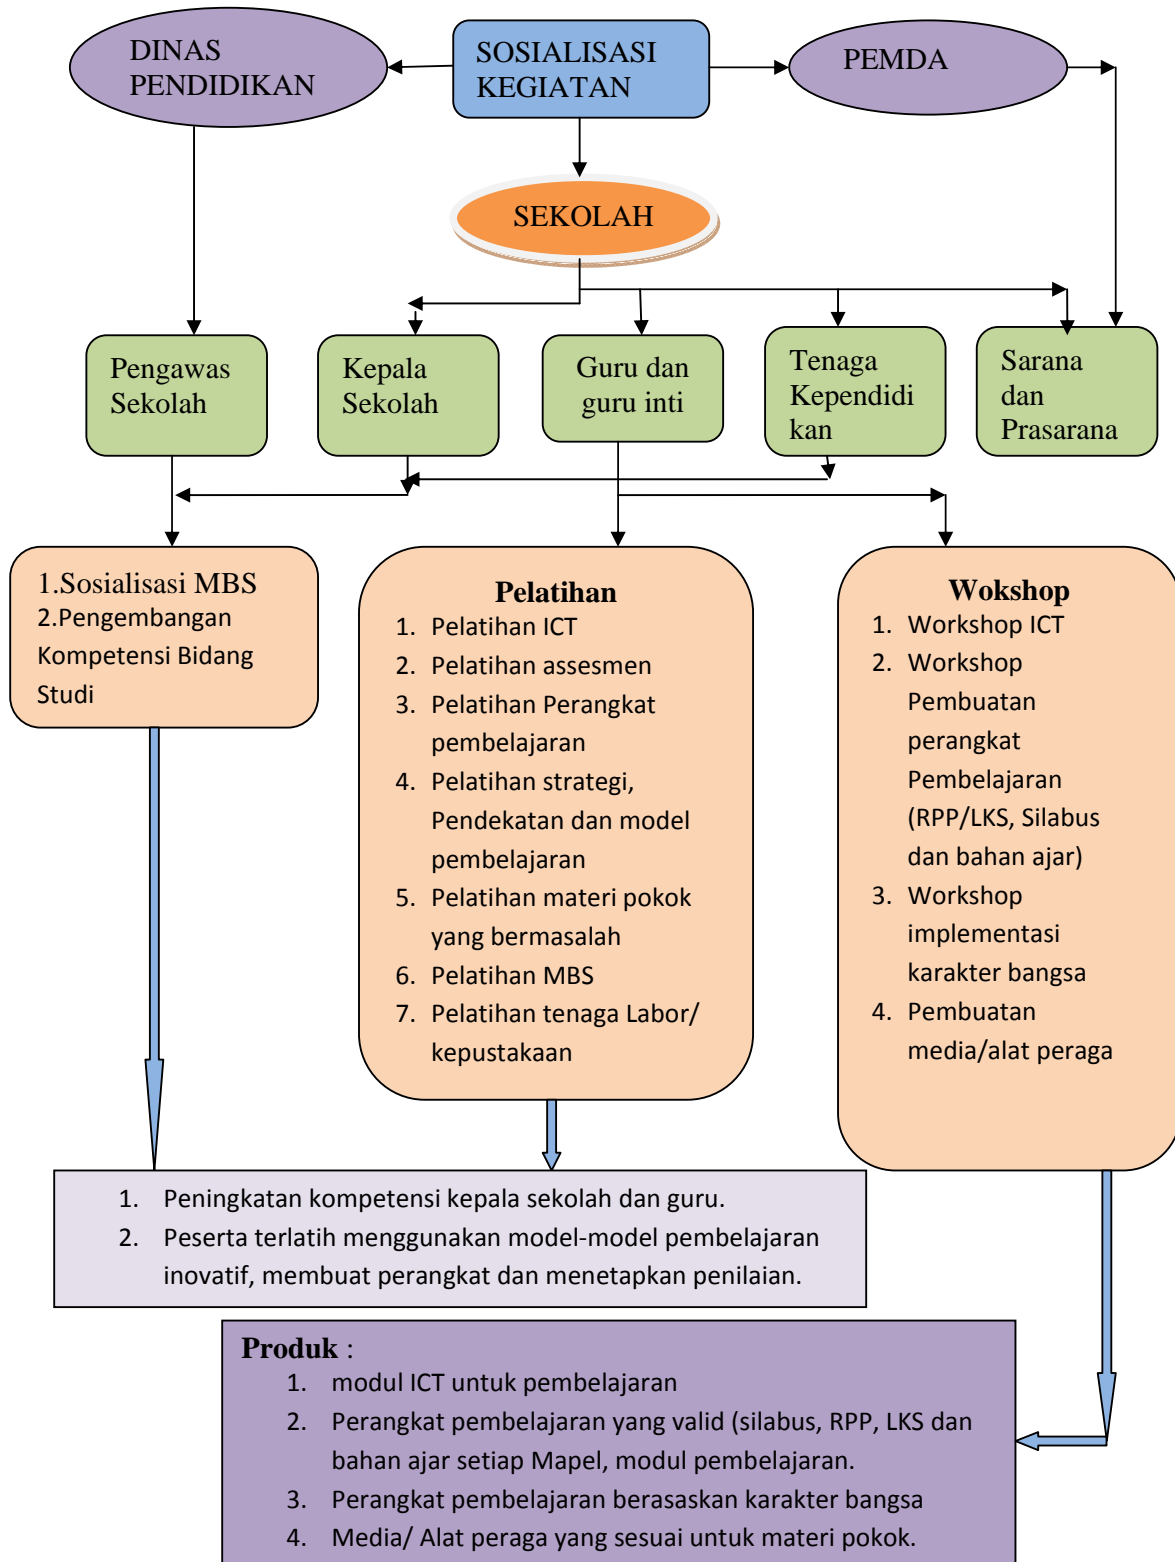 DINAS
PENDIDIKAN
SOSIALISASI
KEGIATAN
PEMDA
SEKOLAH
Pengawas
Sekolah
Kepala
Sekolah
Guru dan
guru inti
Tenaga
Kependidi
kan
Sarana
dan
Prasarana
1.Sosialisasi MBS
2.Pengembangan
Kompetensi Bidang
Studi
Pelatihan
1. Pelatihan ICT
2. Pelatihan assesmen
3. Pelatihan Perangkat
pembelajaran
4. Pelatihan strategi,
Pendekatan dan model
pembelajaran
5. Pelatihan materi pokok
yang bermasalah
6. Pelatihan MBS
7. Pelatihan tenaga Labor/
kepustakaan
Wokshop
1. Workshop ICT
2. Workshop
Pembuatan
perangkat
Pembelajaran
(RPP/LKS, Silabus
dan bahan ajar)
3. Workshop
implementasi
karakter bangsa
4. Pembuatan
media/alat peraga
1. Peningkatan kompetensi kepala sekolah dan guru.
2. Peserta terlatih menggunakan model-model pembelajaran
inovatif, membuat perangkat dan menetapkan penilaian.
Produk :
1. modul ICT untuk pembelajaran
2. Perangkat pembelajaran yang valid (silabus, RPP, LKS dan
bahan ajar setiap Mapel, modul pembelajaran.
3. Perangkat pembelajaran berasaskan karakter bangsa
4. Media/ Alat peraga yang sesuai untuk materi pokok.